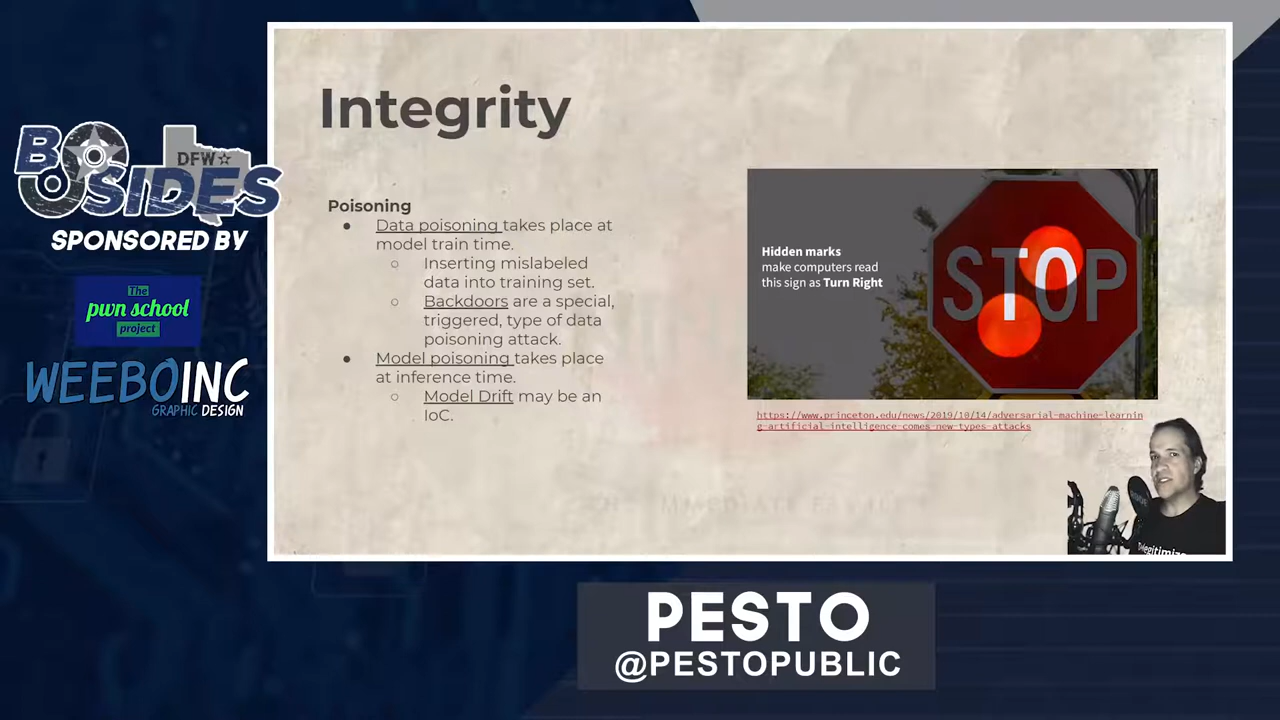 Integrity
BSIDES
DFW
SPONSORED BY
The
pwn school
project
WEEBOINC
GRAPHIC DESIGN
Poisoning
● Data poisoning takes place at
model train time.
○ Inserting mislabeled
data into training set.
○ Backdoors are a special,
triggered, type of data
poisoning attack.
● Model poisoning takes place
at inference time.
○ Model Drift may be an
IoC.
Hidden marks
make computers read
this sign as Turn Right
STOP
https://www.princeton.edu/news/2019/10/14/adversarial-machine-learnin
g-artificial-intelligence-comes-new-types-attacks
PESTO
@PESTOPUBLIC